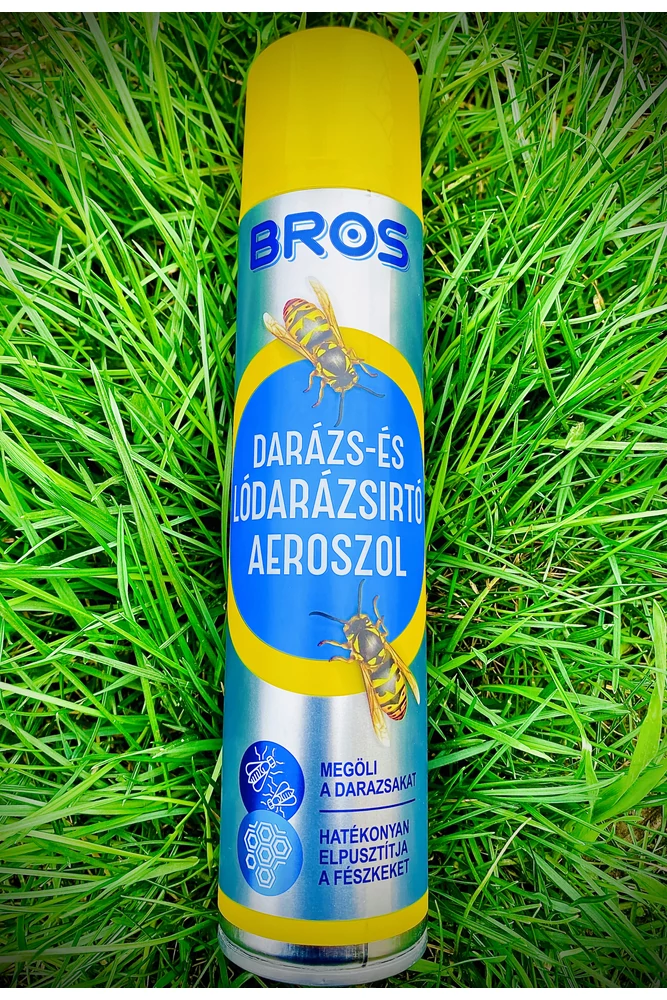 BROS
DARÁZS-ÉS
LÓDARÁZSIRTÓ
AEROSZOL
MEGÖLI
A DARAZSAKAT
HATÉKONYAN
ELPUSZTÍTJA
A FÉSZKEKET